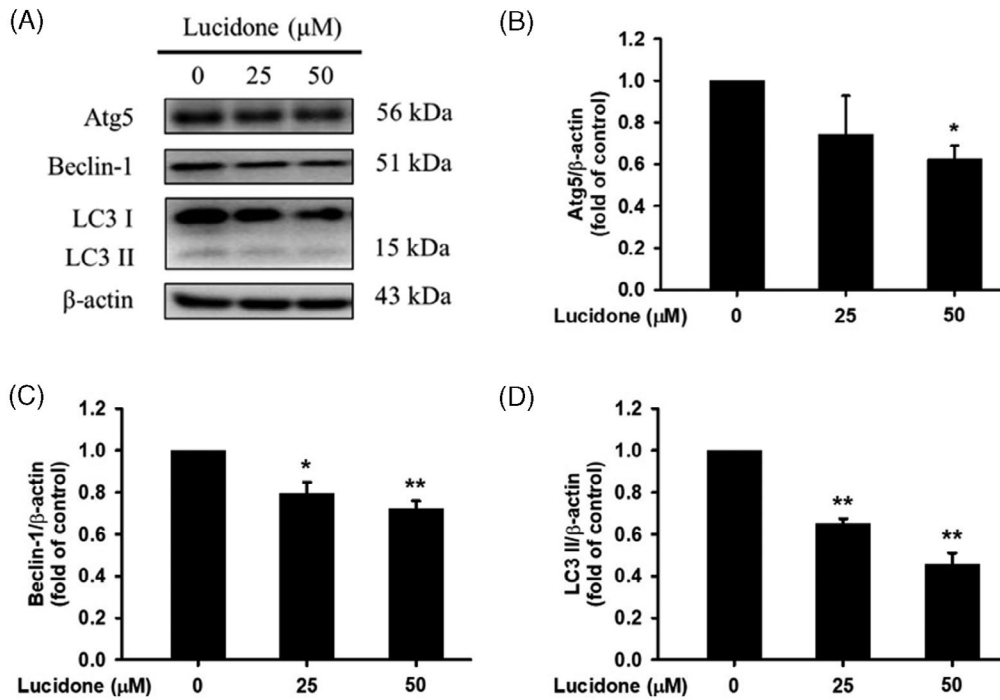 (A)
Lucidone (μM)
0 25 50
Atg5 56 kDa
Beclin-1 51 kDa
LC3 I
LC3 II 15 kDa
β-actin 43 kDa
(B)
Atg5/β-actin
(fold of control)
1.2
1.0
0.8
0.6
0.4
0.2
0.0
*
Lucidone (μM) 0 25 50
(C)
Beclin-1/β-actin
(fold of control)
1.2
1.0
0.8
0.6
0.4
0.2
0.0
*
**
Lucidone (μM) 0 25 50
(D)
LC3 II/β-actin
(fold of control)
1.2
1.0
0.8
0.6
0.4
0.2
0.0
**
**
Lucidone (μM) 0 25 50